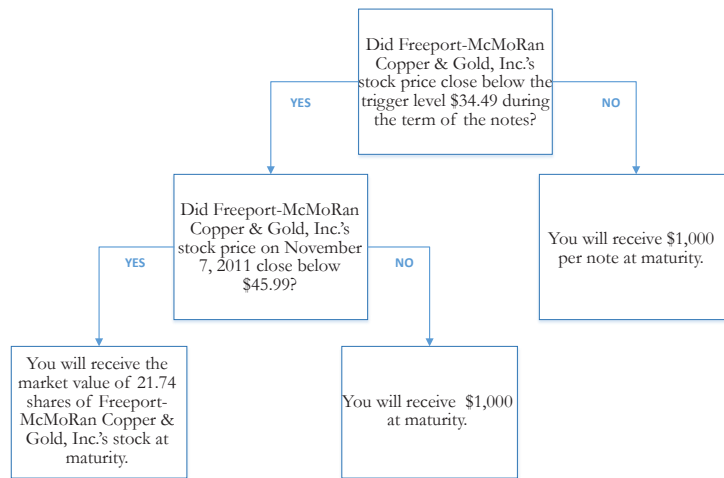 Did Freeport-McMoRan
Copper & Gold, Inc.'s
stock price close below the
trigger level $34.49 during
the term of the notes?
YES
NO
Did Freeport-McMoRan
Copper & Gold, Inc.'s
stock price on November
7, 2011 close below
$45.99?
You will receive $1,000
per note at maturity.
YES
NO
You will receive the
market value of 21.74
shares of Freeport-
McMoRan Copper &
Gold, Inc.'s stock at
maturity.
You will receive $1,000
at maturity.